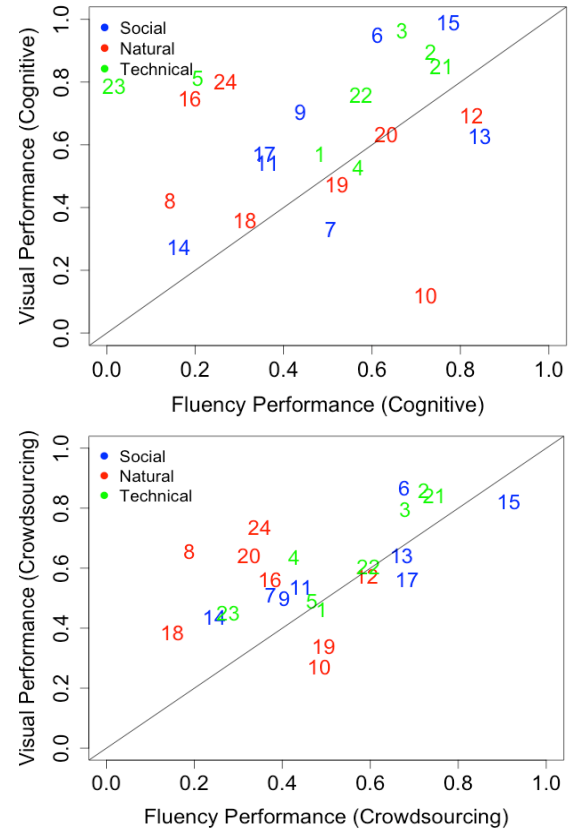 Visual Performance (Cognitive)
0.0 0.2 0.4 0.6 0.8 1.0
Social
Natural
Technical
6 3 15
2
21
23 5 24
16 22
9 12
20 13
17
11 1 4
19
8
18
7
14
10
0.0 0.2 0.4 0.6 0.8 1.0
Fluency Performance (Cognitive)
Visual Performance (Crowdsourcing)
0.0 0.2 0.4 0.6 0.8 1.0
Social
Natural
Technical
6 2 21
3 15
24
8 20 4 13
16 22 12 17
7 9 11
5 1
14 23
18
19
10
0.0 0.2 0.4 0.6 0.8 1.0
Fluency Performance (Crowdsourcing)